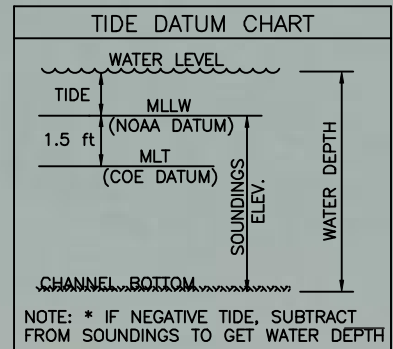 TIDE DATUM CHART
WATER LEVEL
TIDE
MLLW
(NOAA DATUM)
1.5 ft
MLT
(COE DATUM)
SOUNDINGS
ELEV.
WATER DEPTH
CHANNEL BOTTOM
NOTE: * IF NEGATIVE TIDE, SUBTRACT
FROM SOUNDINGS TO GET WATER DEPTH